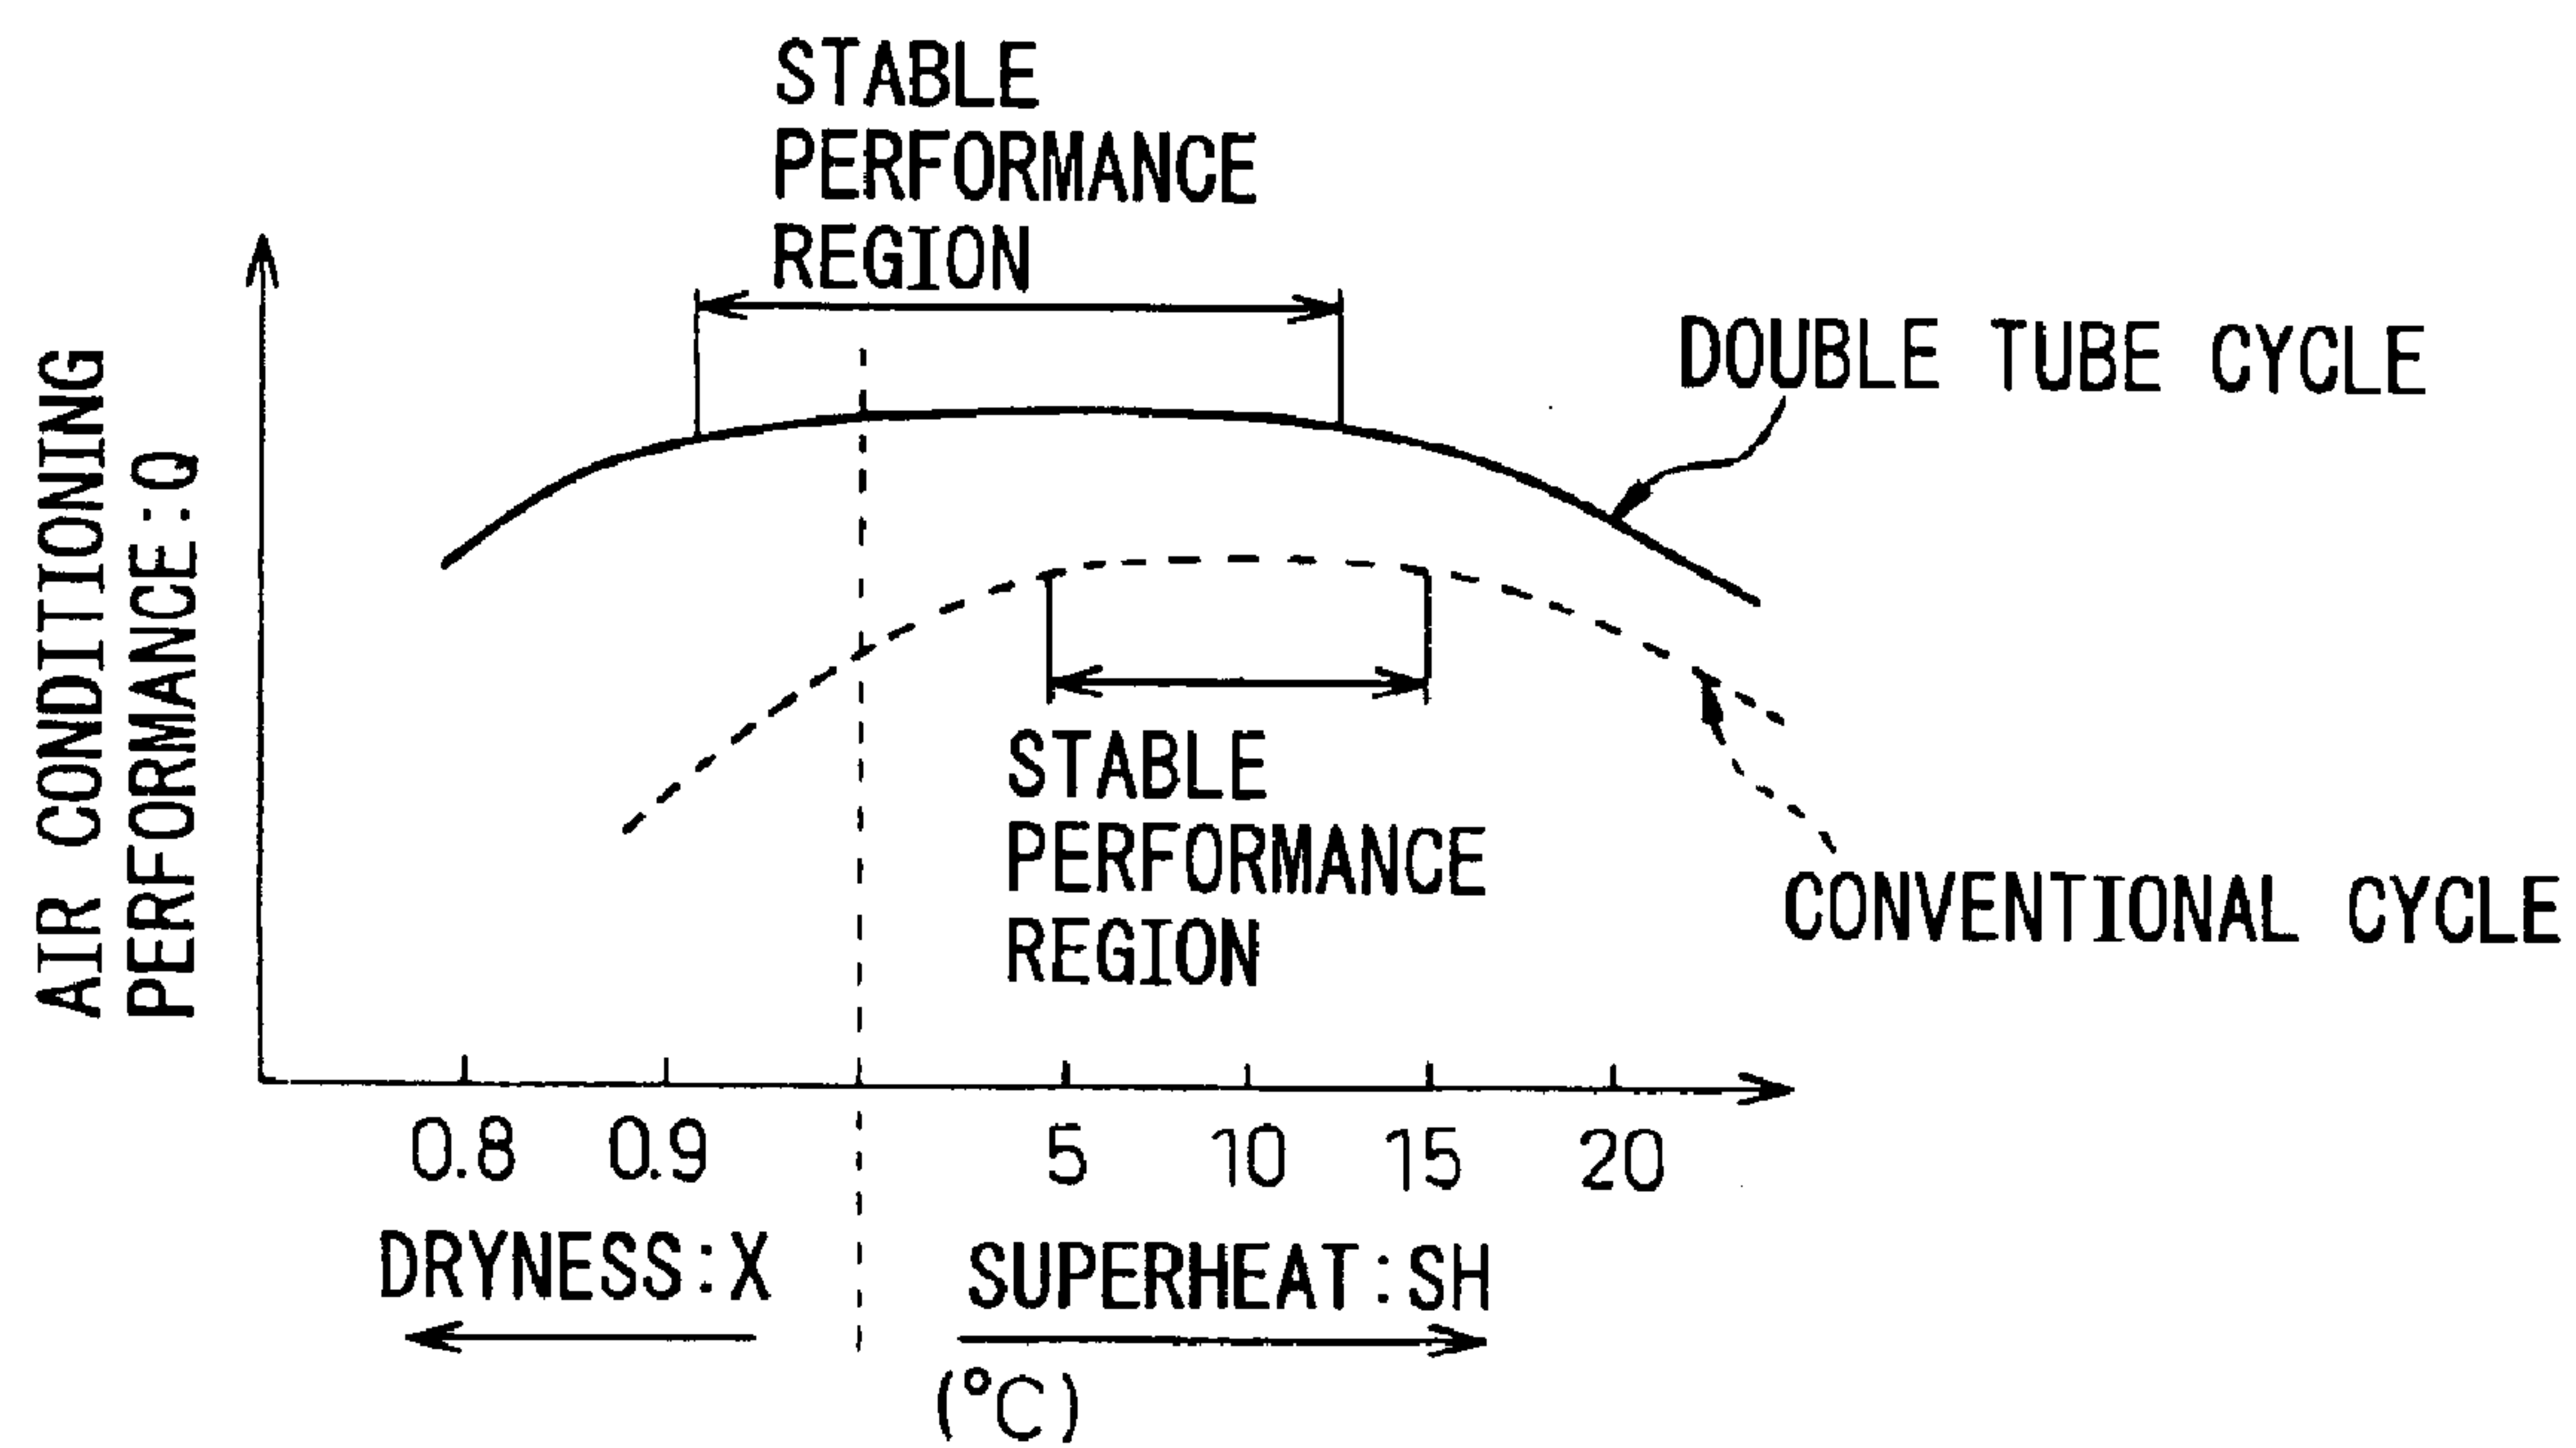 STABLE
PERFORMANCE
REGION
DOUBLE TUBE CYCLE
AIR CONDITIONING
PERFORMANCE:Q
STABLE
PERFORMANCE
REGION
CONVENTIONAL CYCLE
0.8 0.9 5 10 15 20
DRYNESS:X SUPERHEAT:SH
(°C)